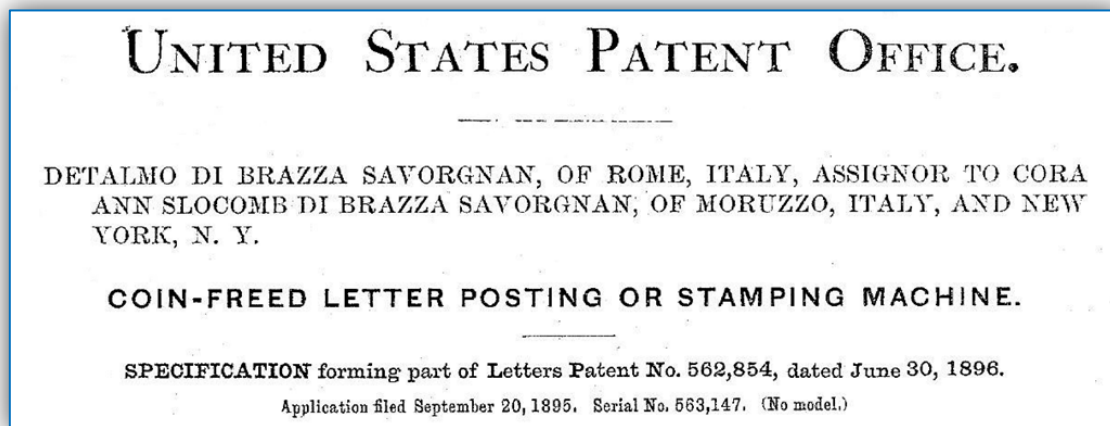 UNITED STATES PATENT OFFICE.
DETALMO DI BRAZZA SAVORGNAN, OF ROME, ITALY, ASSIGNOR TO CORA
ANN SLOCOMB DI BRAZZA SAVORGNAN, OF MORUZZO, ITALY, AND NEW
YORK, N. Y.
COIN-FREED LETTER POSTING OR STAMPING MACHINE.
SPECIFICATION forming part of Letters Patent No. 562,854, dated June 30, 1896.
Application filed September 20, 1895. Serial No. 563,147. (No model.)